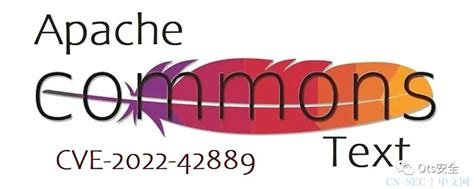 Apache
commons
Text
CVE-2022-42889
Ots安全
CN-SEC | 中文网